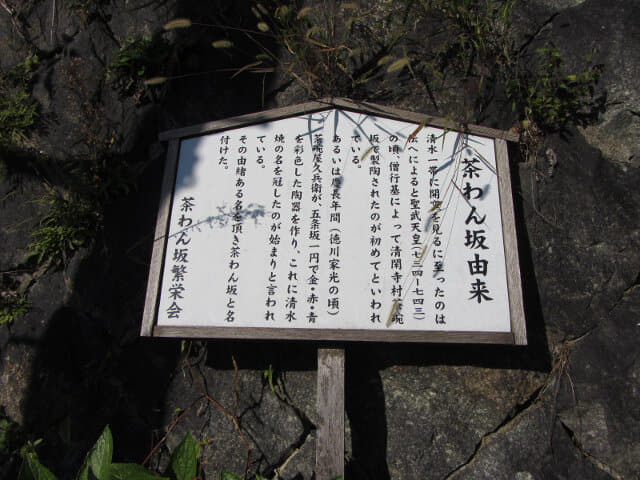 茶わん坂由来
清水一帯に開窯を見るに至ったのは
伝へによると聖武天皇(七三四ー七四三)
の頃、僧行基によって清閑寺村茶碗
坂で製陶されたのが初めてといわれ
ている。
あるいは慶長年間(徳川家光の頃)
茶碗屋久兵衛が、五条坂一円で金・赤・青
を彩色した陶器を作り、これに清水
焼の名を冠したのが始まりと言われ
ている。
その由緒ある名を頂き茶わん坂と名
付けた。
茶わん坂繁栄会